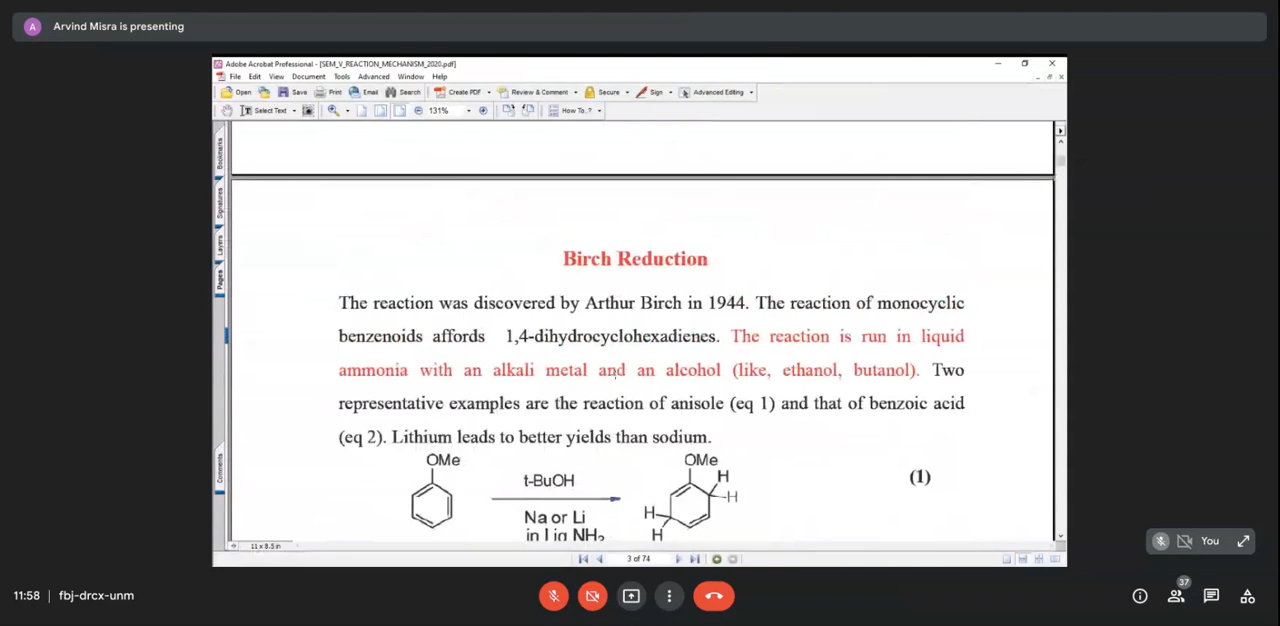 A Arvind Misra is presenting
Adobe Acrobat Professional - [SEM_V_REACTION_MECHANISM_2020.pdf]
File Edit View Document Tools Advanced Window Help
Open Save Print Email Search Create PDF Review & Comment Secure Sign Advanced Editing
Select Text 131% How To..?
Bookmarks
Signatures
Layers
Pages
Comments
Birch Reduction
The reaction was discovered by Arthur Birch in 1944. The reaction of monocyclic
benzenoids affords 1,4-dihydrocyclohexadienes. The reaction is run in liquid
ammonia with an alkali metal and an alcohol (like, ethanol, butanol). Two
representative examples are the reaction of anisole (eq 1) and that of benzoic acid
(eq 2). Lithium leads to better yields than sodium.
OMe OMe
t-BuOH H (1)
H
Na or Li H
in Liq NH3 H
11 x 8.5 in
3 of 74
You
11:58 | fbj-drcx-unm
37